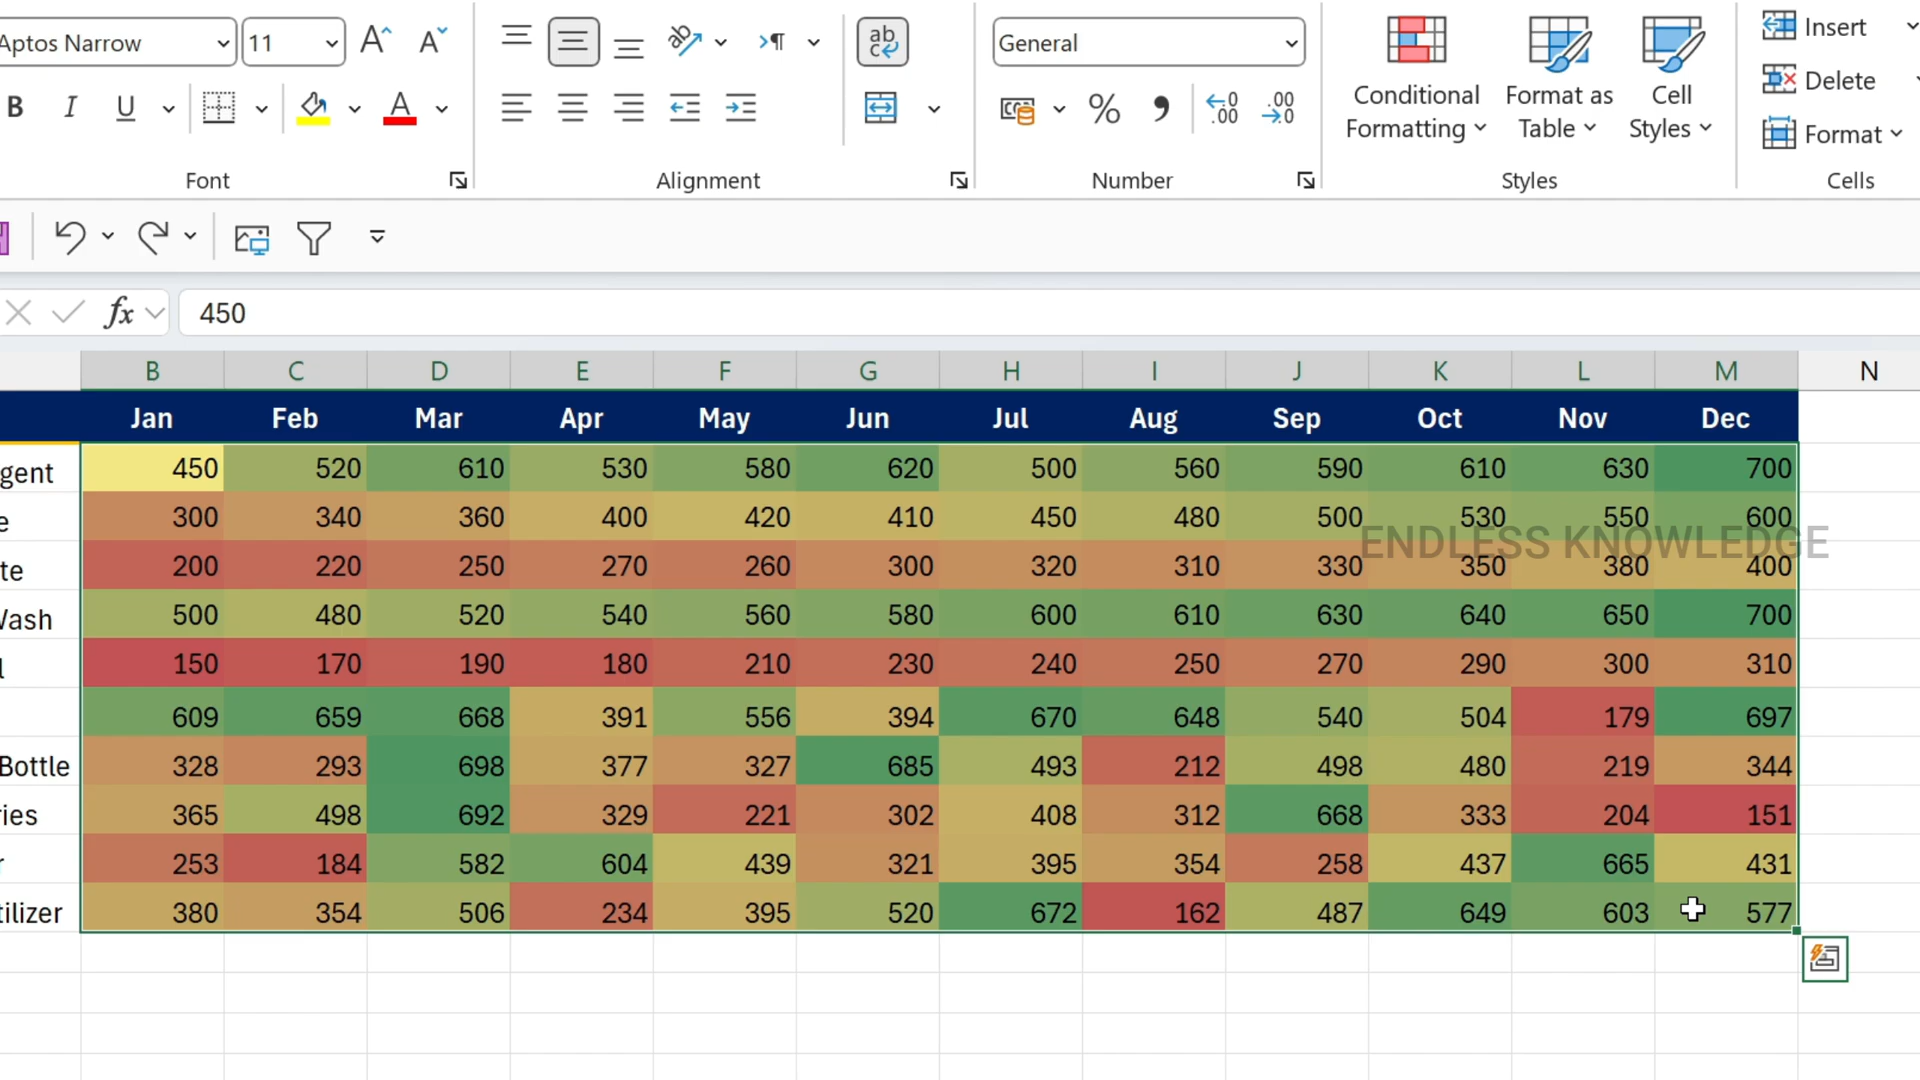 Aptos Narrow 11 A A ab c General Insert
Conditional Formatting Format as Table Cell Styles Delete
B I U A % , .00 .00 Format
Font Alignment Number Styles Cells
fx 450
B C D E F G H I J K L M N
Jan Feb Mar Apr May Jun Jul Aug Sep Oct Nov Dec
gent 450 520 610 530 580 620 500 560 590 610 630 700
e 300 340 360 400 420 410 450 480 500 530 550 600
ENDLESS KNOWLEDGE
te 200 220 250 270 260 300 320 310 330 350 380 400
Wash 500 480 520 540 560 580 600 610 630 640 650 700
l 150 170 190 180 210 230 240 250 270 290 300 310
609 659 668 391 556 394 670 648 540 504 179 697
Bottle 328 293 698 377 327 685 493 212 498 480 219 344
ries 365 498 692 329 221 302 408 312 668 333 204 151
r 253 184 582 604 439 321 395 354 258 437 665 431
tilizer 380 354 506 234 395 520 672 162 487 649 603 577